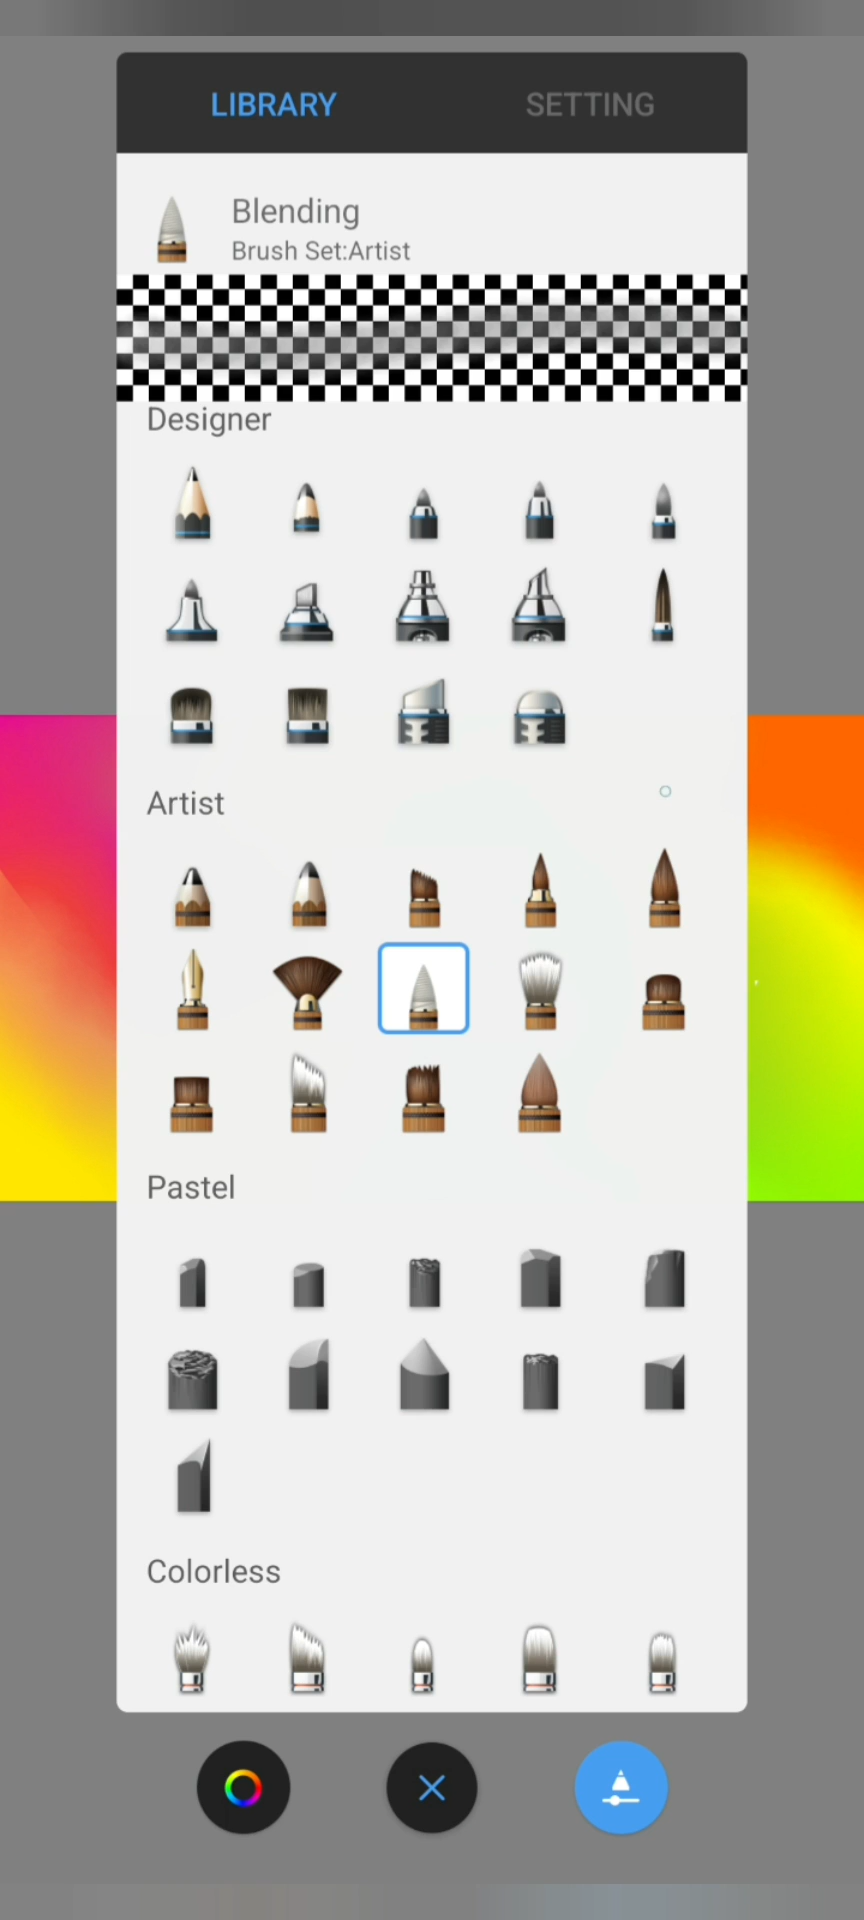 LIBRARY
SETTING
Blending
Brush Set:Artist
Designer
Artist
Pastel
Colorless